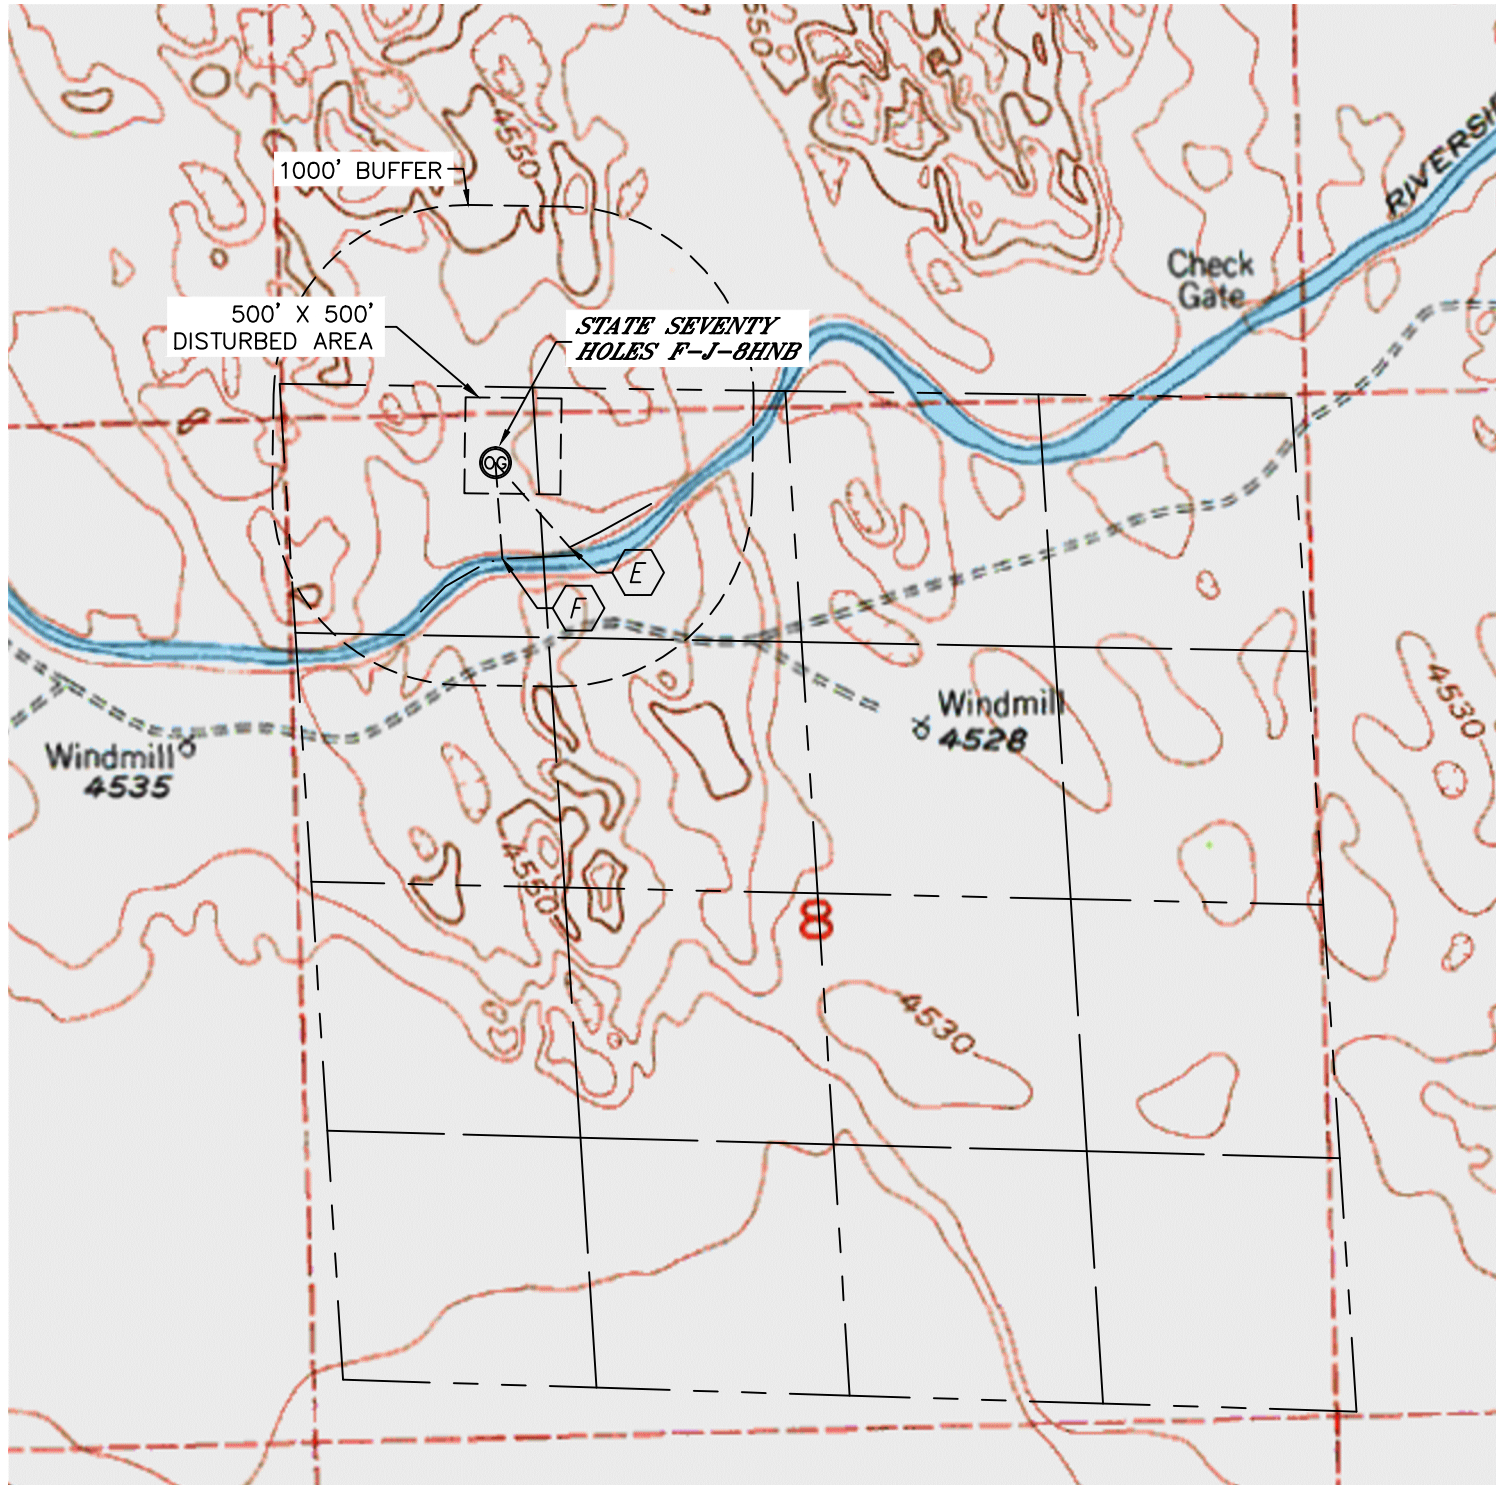 550
4550
1000' BUFFER
RIVERSI
Check
Gate
500' X 500'
DISTURBED AREA
STATE SEVENTY
HOLES F-J-8HNB
OG
E
F
4530
Windmill
4528
Windmill
4535
4550
8
4530